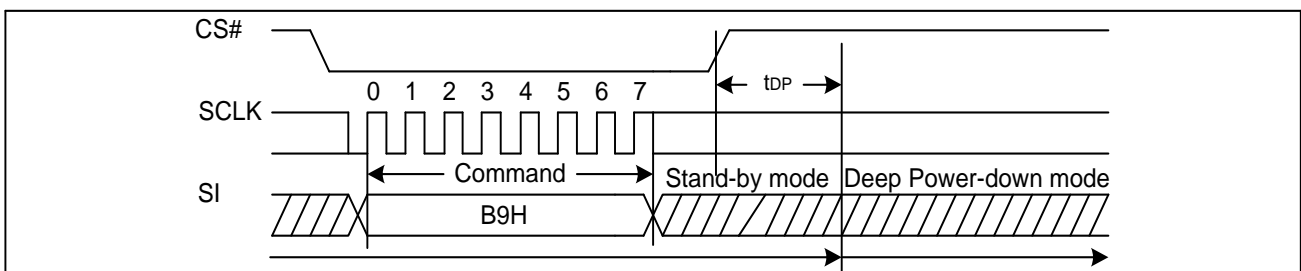 CS#
tDP
0 1 2 3 4 5 6 7
SCLK
Command
Stand-by mode Deep Power-down mode
SI
B9H